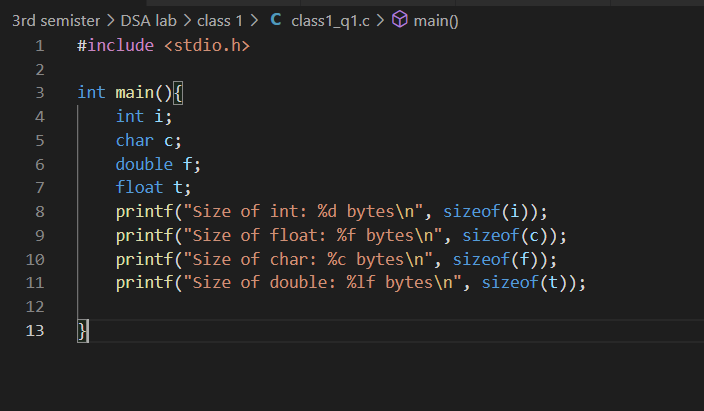 3rd semister > DSA lab > class 1 > C class1_q1.c > main()
1 #include <stdio.h>
2
3 int main(){
4     int i;
5     char c;
6     double f;
7     float t;
8     printf("Size of int: %d bytes\n", sizeof(i));
9     printf("Size of float: %f bytes\n", sizeof(c));
10     printf("Size of char: %c bytes\n", sizeof(f));
11     printf("Size of double: %lf bytes\n", sizeof(t));
12
13 }